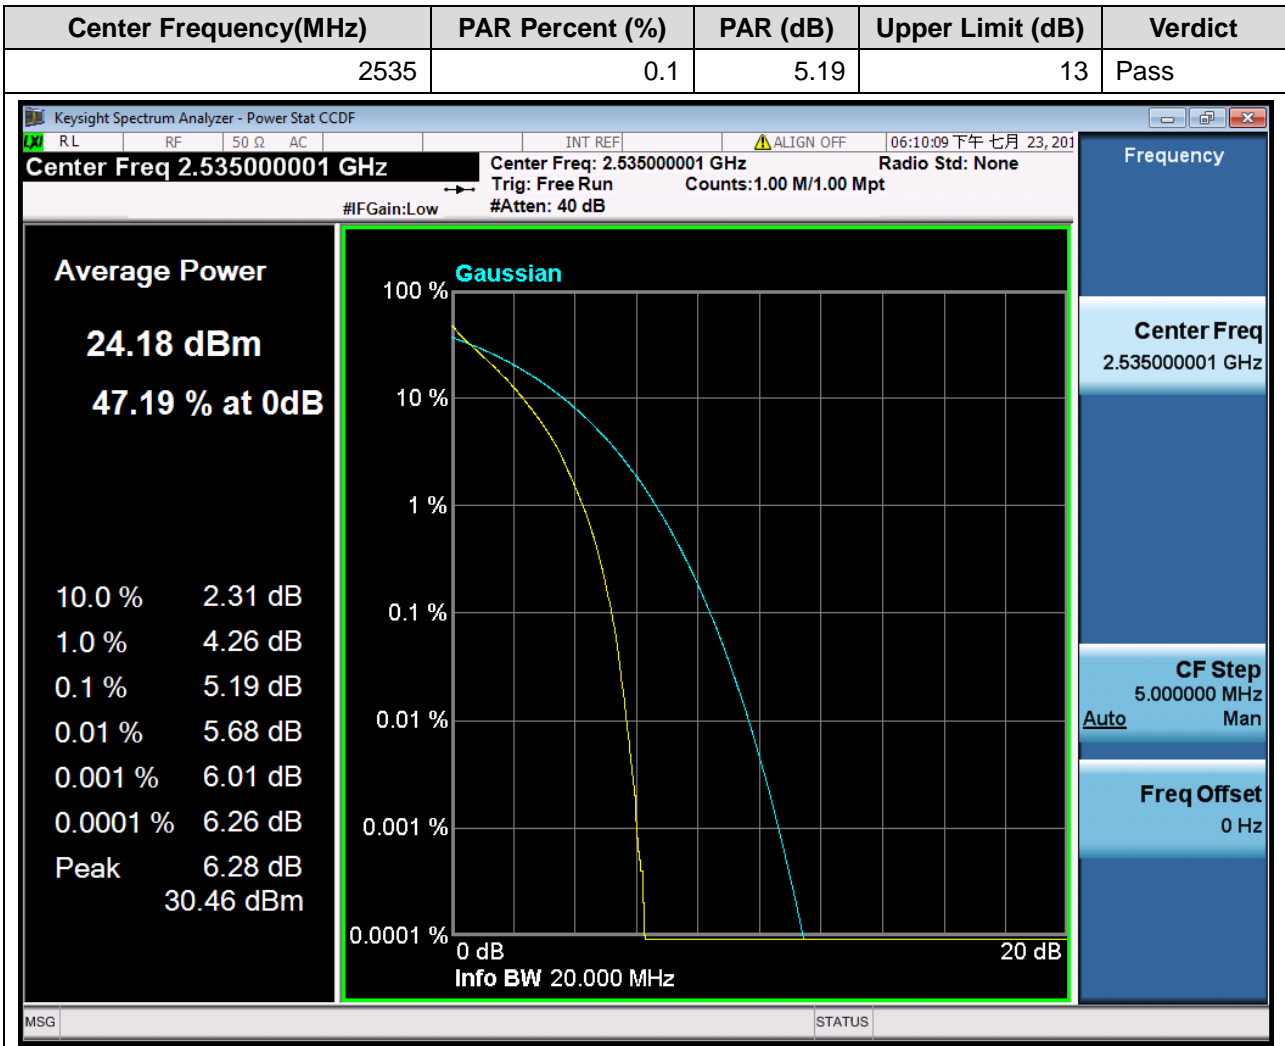 Center Frequency(MHz) PAR Percent (%) PAR (dB) Upper Limit (dB) Verdict
2535 0.1 5.19 13 Pass
Keysight Spectrum Analyzer - Power Stat CCDF
LXI RL RF 50 Ω AC INT REF ALIGN OFF 06:10:09 下午 七月 23, 201
Center Freq 2.535000001 GHz
Center Freq: 2.535000001 GHz Radio Std: None
Trig: Free Run Counts:1.00 M/1.00 Mpt
#IFGain:Low #Atten: 40 dB
Frequency
Average Power
24.18 dBm
47.19 % at 0dB
10.0 % 2.31 dB
1.0 % 4.26 dB
0.1 % 5.19 dB
0.01 % 5.68 dB
0.001 % 6.01 dB
0.0001 % 6.26 dB
Peak 6.28 dB
30.46 dBm
Gaussian
100 %
10 %
1 %
0.1 %
0.01 %
0.001 %
0.0001 %
0 dB 20 dB
Info BW 20.000 MHz
Center Freq
2.535000001 GHz
CF Step
5.000000 MHz
Auto Man
Freq Offset
0 Hz
MSG STATUS